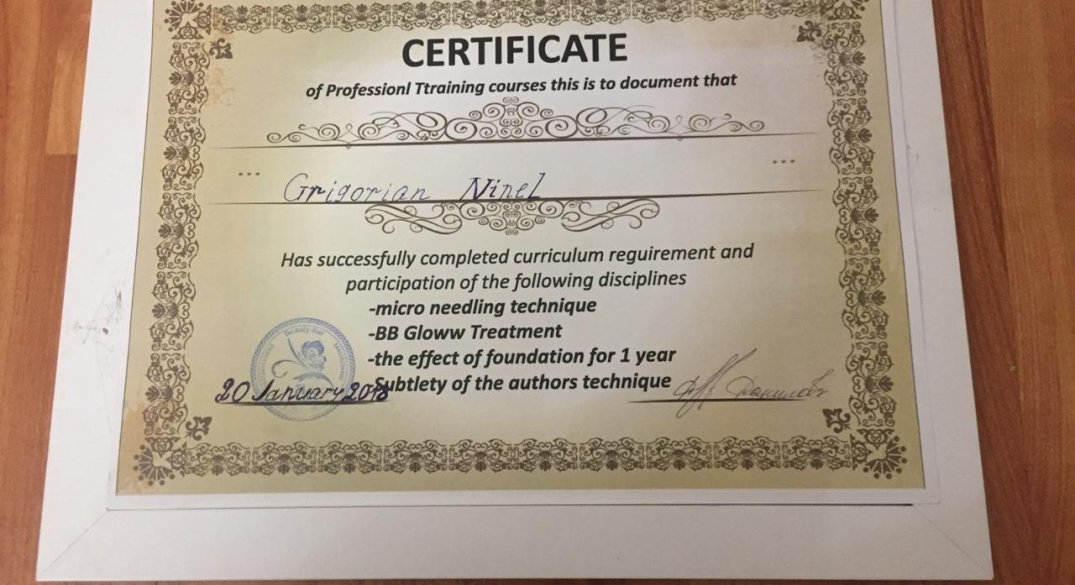 CERTIFICATE
of Professionl Ttraining courses this is to document that
Grigorian Ninel
Has successfully completed curriculum reguirement and
participation of the following disciplines
-micro needling technique
-BB Gloww Treatment
-the effect of foundation for 1 year
-Subtlety of the authors technique
20 January 2018